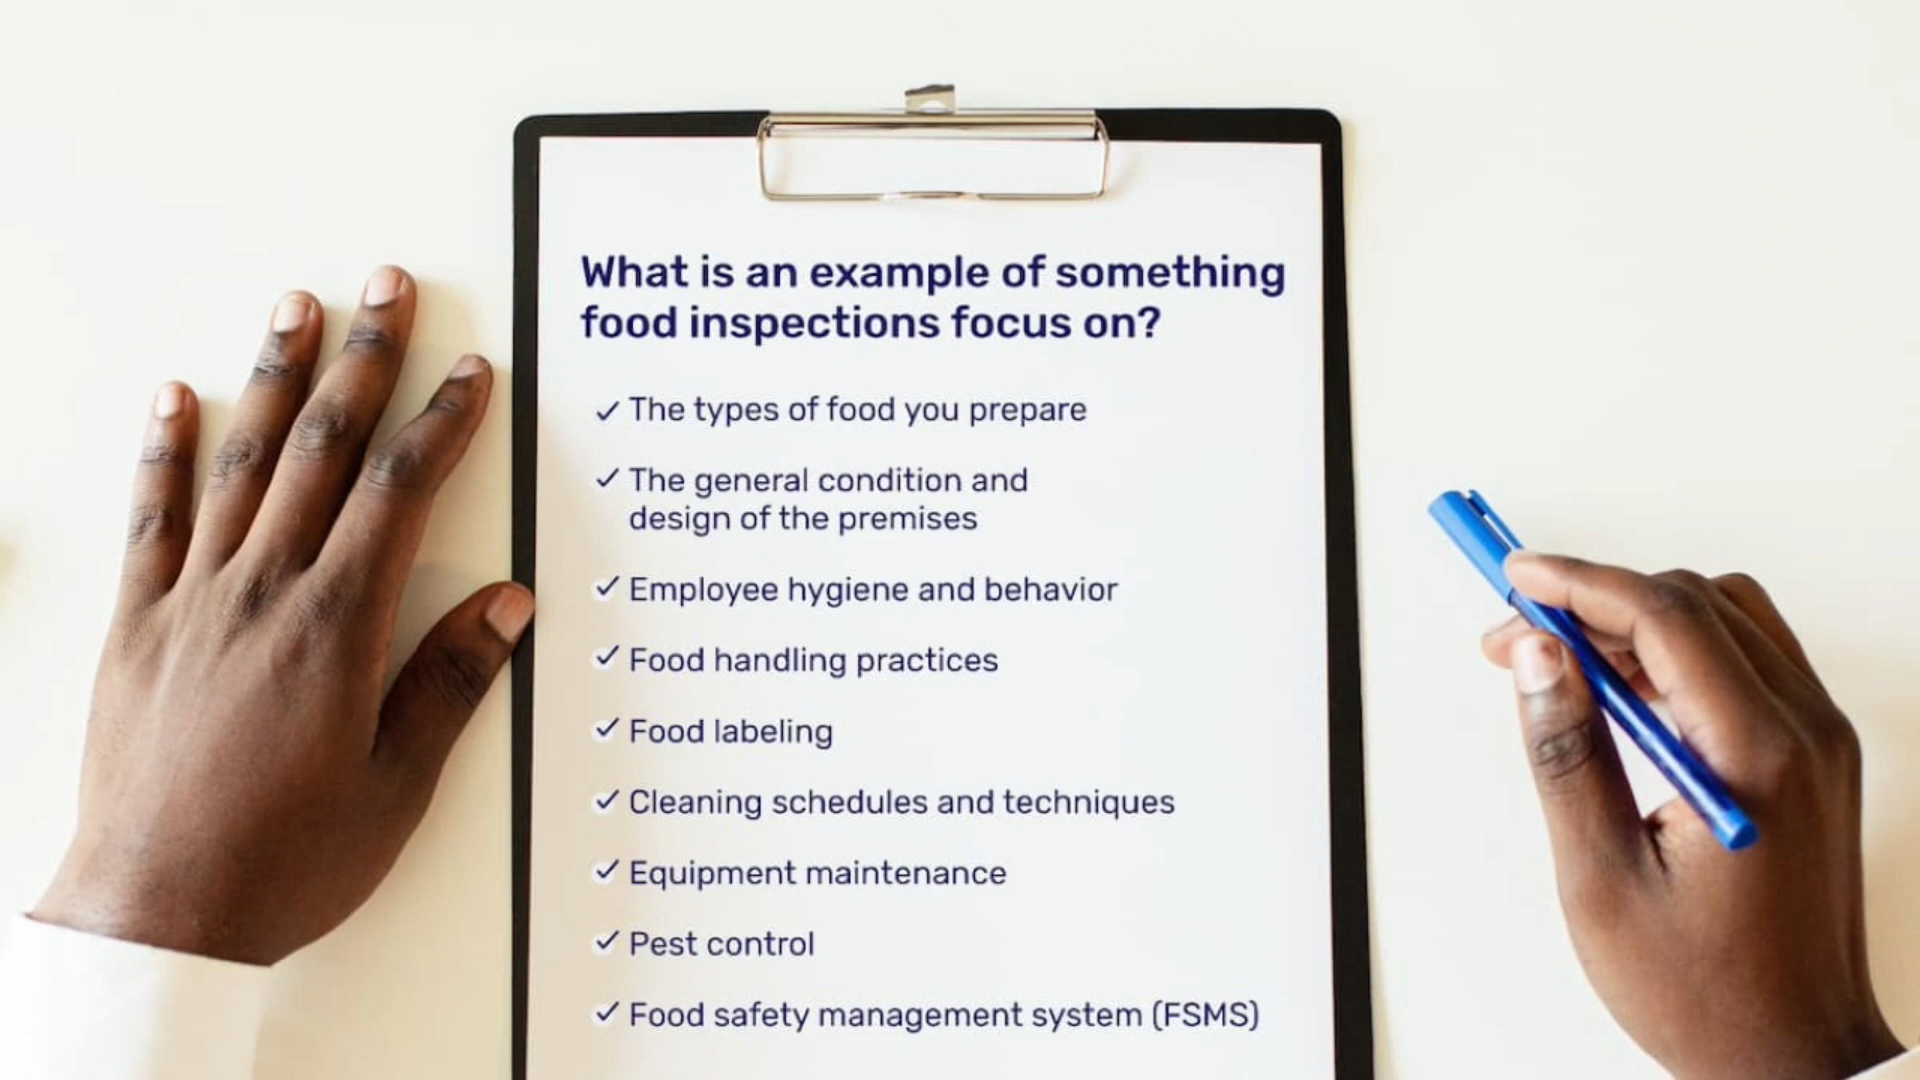 What is an example of something
food inspections focus on?
The types of food you prepare
The general condition and
design of the premises
Employee hygiene and behavior
Food handling practices
Food labeling
Cleaning schedules and techniques
Equipment maintenance
Pest control
Food safety management system (FSMS)